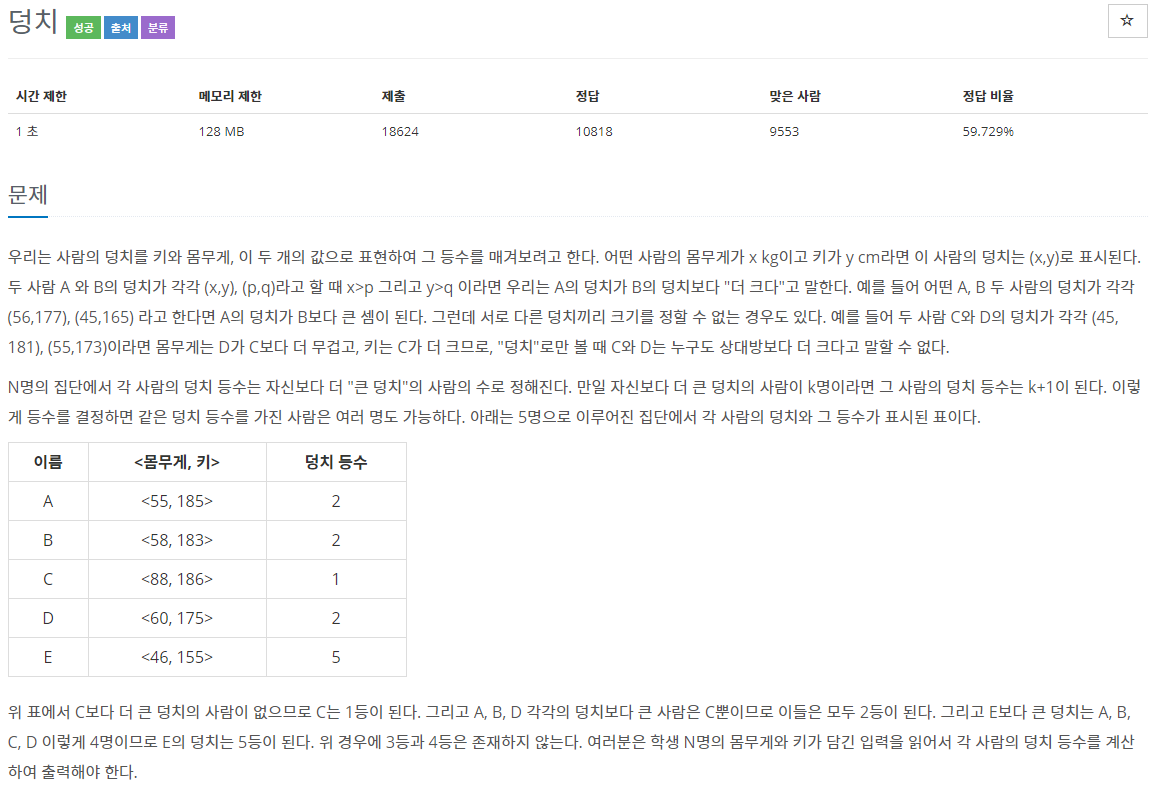 덩치 성공 출처 분류
☆
시간 제한 메모리 제한 제출 정답 맞은 사람 정답 비율
1 초 128 MB 18624 10818 9553 59.729%
문제
우리는 사람의 덩치를 키와 몸무게, 이 두 개의 값으로 표현하여 그 등수를 매겨보려고 한다. 어떤 사람의 몸무게가 x kg이고 키가 y cm라면 이 사람의 덩치는 (x,y)로 표시된다.
두 사람 A 와 B의 덩치가 각각 (x,y), (p,q)라고 할 때 x>p 그리고 y>q 이라면 우리는 A의 덩치가 B의 덩치보다 "더 크다"고 말한다. 예를 들어 어떤 A, B 두 사람의 덩치가 각각
(56,177), (45,165) 라고 한다면 A의 덩치가 B보다 큰 셈이 된다. 그런데 서로 다른 덩치끼리 크기를 정할 수 없는 경우도 있다. 예를 들어 두 사람 C와 D의 덩치가 각각 (45,
181), (55,173)이라면 몸무게는 D가 C보다 더 무겁고, 키는 C가 더 크므로, "덩치"로만 볼 때 C와 D는 누구도 상대방보다 더 크다고 말할 수 없다.
N명의 집단에서 각 사람의 덩치 등수는 자신보다 더 "큰 덩치"의 사람의 수로 정해진다. 만일 자신보다 더 큰 덩치의 사람이 k명이라면 그 사람의 덩치 등수는 k+1이 된다. 이렇
게 등수를 결정하면 같은 덩치 등수를 가진 사람은 여러 명도 가능하다. 아래는 5명으로 이루어진 집단에서 각 사람의 덩치와 그 등수가 표시된 표이다.
이름 <몸무게, 키> 덩치 등수
A <55, 185> 2
B <58, 183> 2
C <88, 186> 1
D <60, 175> 2
E <46, 155> 5
위 표에서 C보다 더 큰 덩치의 사람이 없으므로 C는 1등이 된다. 그리고 A, B, D 각각의 덩치보다 큰 사람은 C뿐이므로 이들은 모두 2등이 된다. 그리고 E보다 큰 덩치는 A, B,
C, D 이렇게 4명이므로 E의 덩치는 5등이 된다. 위 경우에 3등과 4등은 존재하지 않는다. 여러분은 학생 N명의 몸무게와 키가 담긴 입력을 읽어서 각 사람의 덩치 등수를 계산
하여 출력해야 한다.